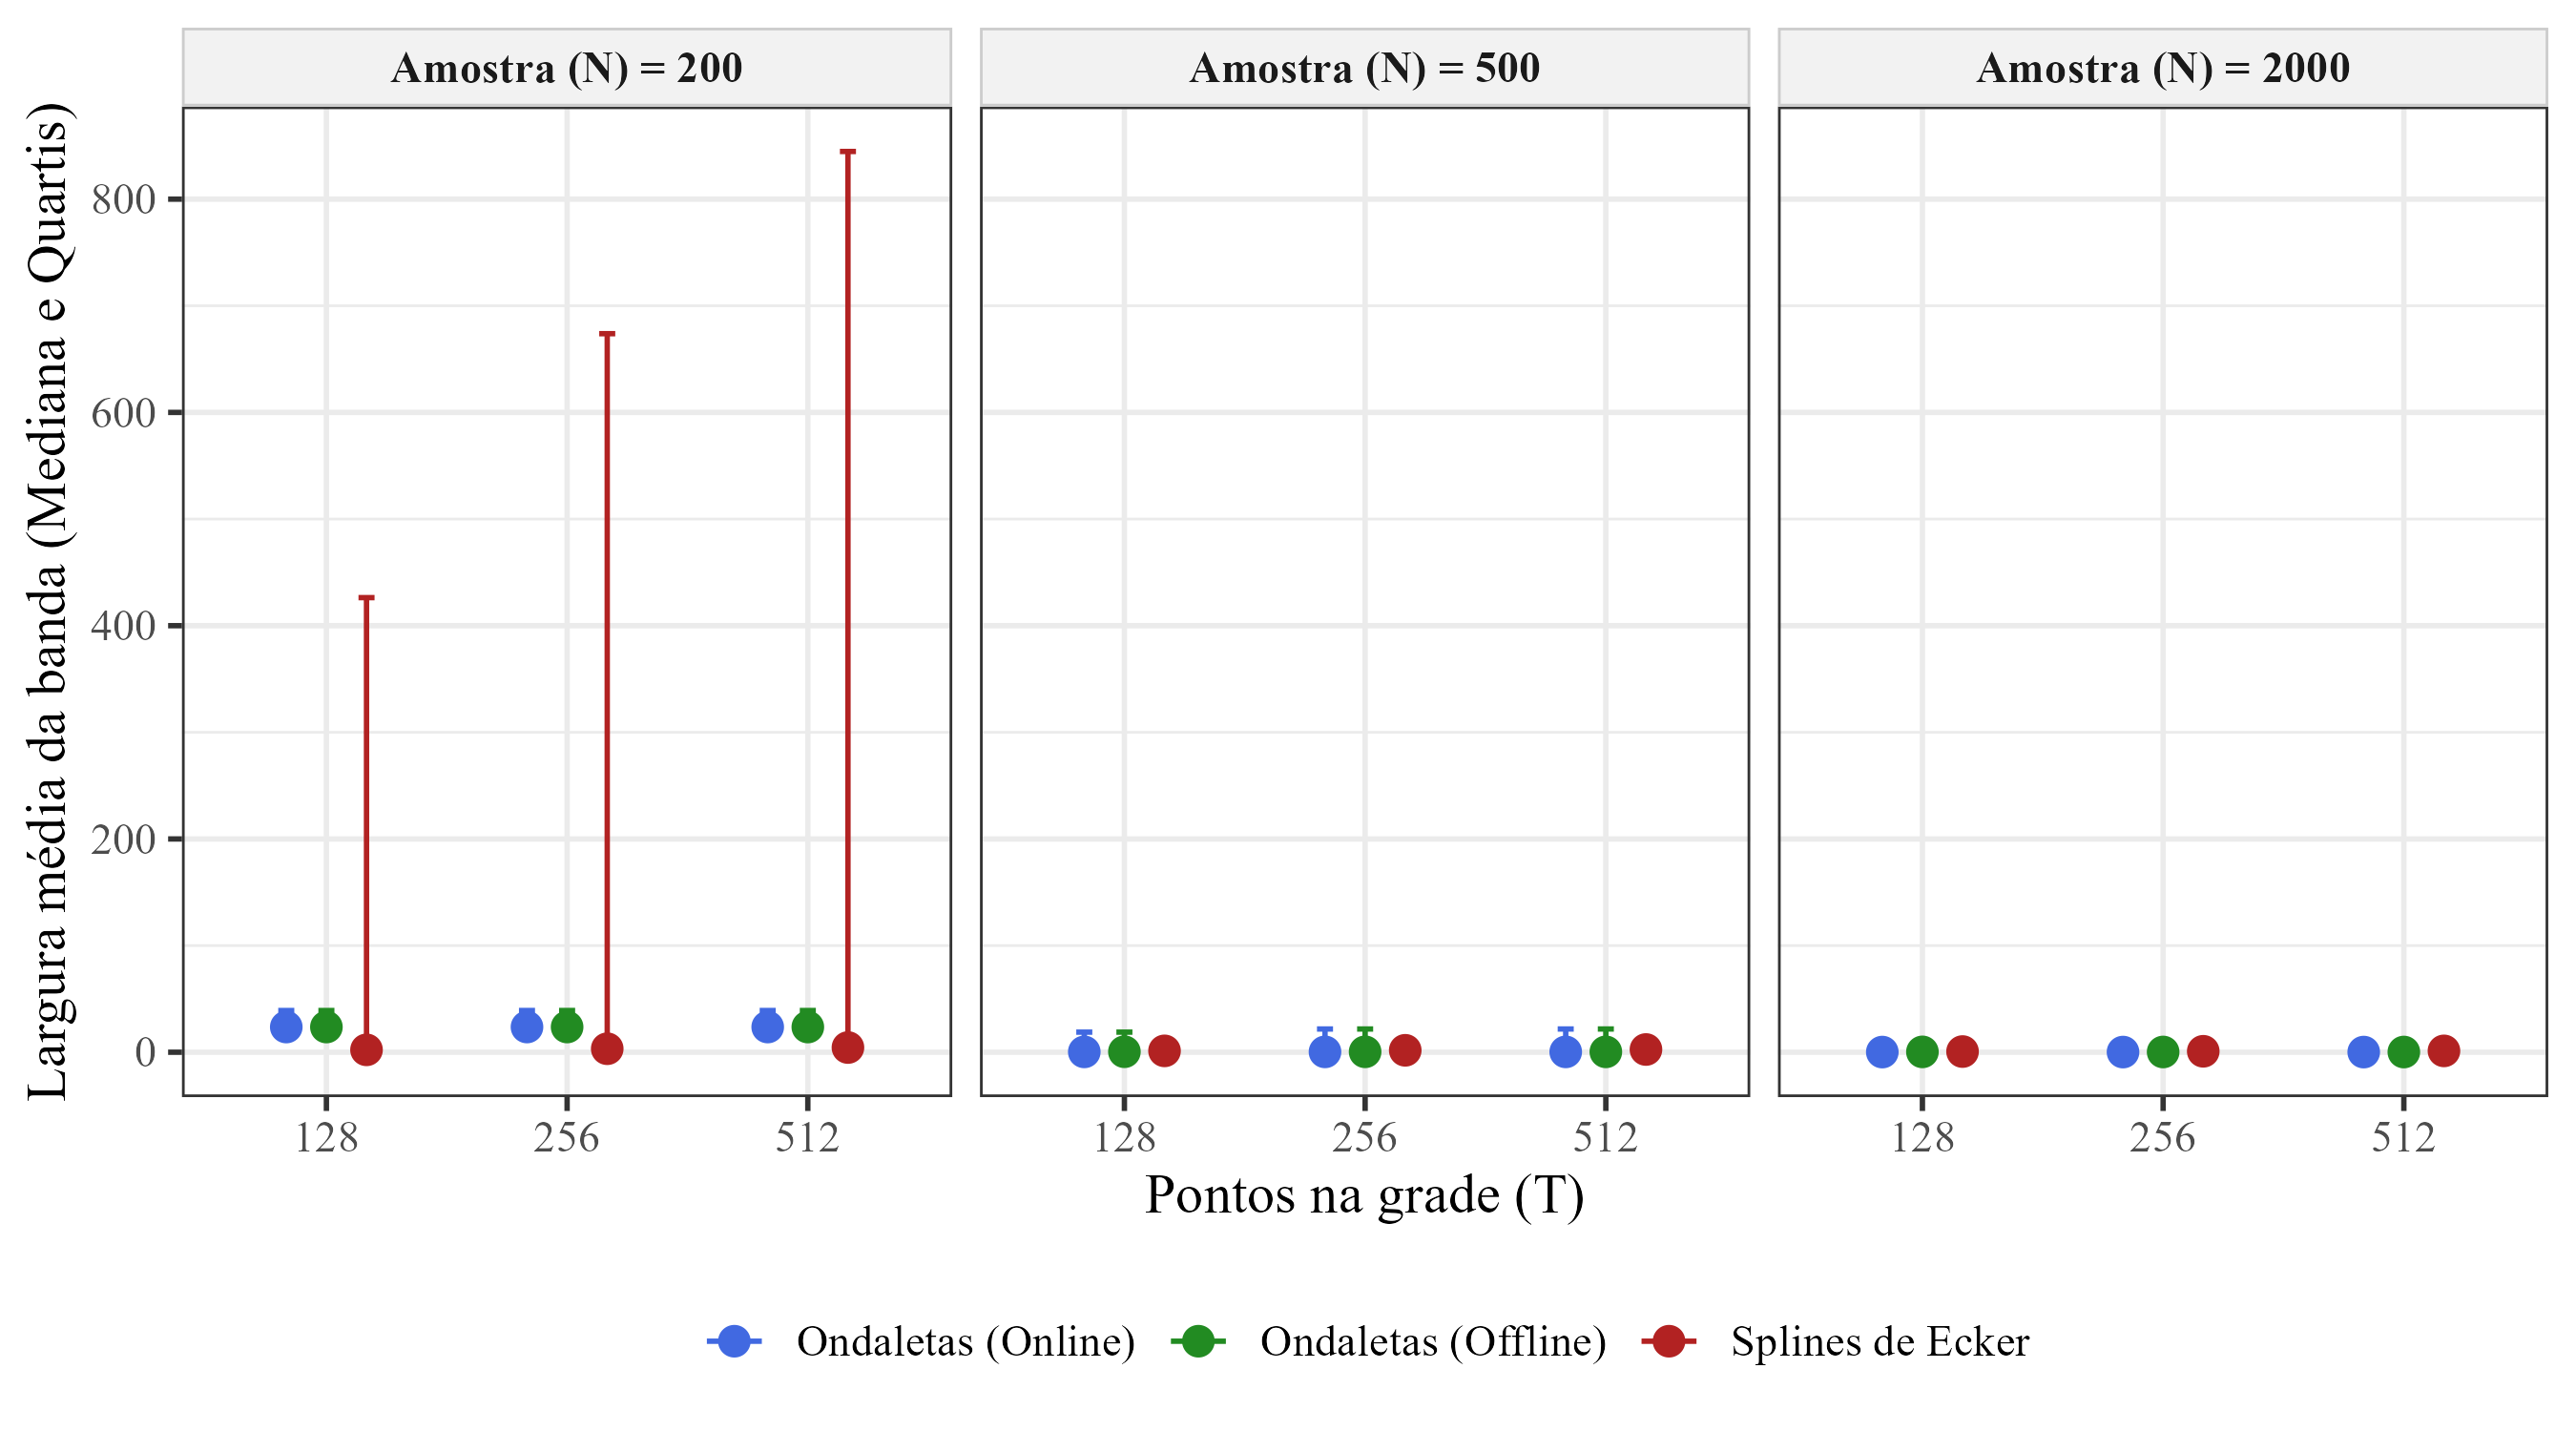 Amostra (N) = 200
Amostra (N) = 500
Amostra (N) = 2000
Largura média da banda (Mediana e Quartis)
800
600
400
200
0
128 256 512
128 256 512
128 256 512
Pontos na grade (T)
Ondaletas (Online)
Ondaletas (Offline)
Splines de Ecker